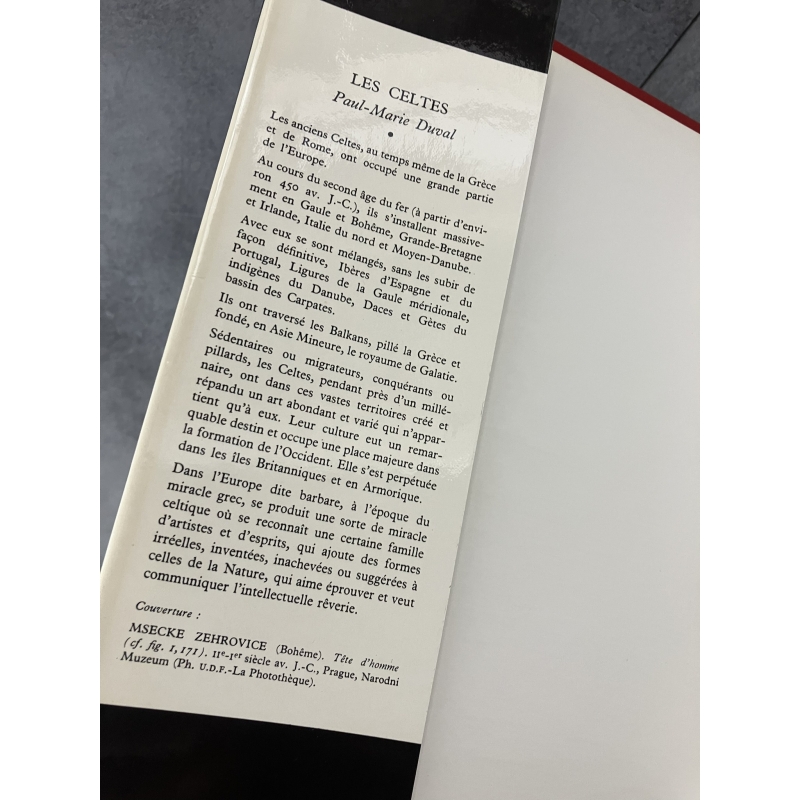 LES CELTES
Paul-Marie Duval
•
Les anciens Celtes, au temps même de la Grèce
et de Rome, ont occupé une grande partie
de l'Europe.
Au cours du second âge du fer (à partir d'envi-
ron 450 av. J.-C.), ils s'installent massive-
ment en Gaule et Bohême, Grande-Bretagne
et Irlande, Italie du nord et Moyen-Danube.
Avec eux se sont mélangés, sans les subir de
façon définitive, Ibères d'Espagne et du
Portugal, Ligures de la Gaule méridionale,
indigènes du Danube, Daces et Gètes du
bassin des Carpates.
Ils ont traversé les Balkans, pillé la Grèce et
fondé, en Asie Mineure, le royaume de Galatie.
Sédentaires ou migrateurs, conquérants ou
pillards, les Celtes, pendant près d'un millé-
naire, ont dans ces vastes territoires créé et
répandu un art abondant et varié qui n'appar-
tient qu'à eux. Leur culture eut un remar-
quable destin et occupe une place majeure dans
la formation de l'Occident. Elle s'est perpétuée
dans les îles Britanniques et en Armorique.
Dans l'Europe dite barbare, à l'époque du
miracle grec, se produit une sorte de miracle
celtique où se reconnaît une certaine famille
d'artistes et d'esprits, qui ajoute des formes
irréelles, inventées, inachevées ou suggérées à
celles de la Nature, qui aime éprouver et veut
communiquer l'intellectuelle rêverie.
Couverture :
MSECKE ZEHROVICE (Bohême). Tête d'homme
(cf. fig. 1, 171). IIe-Ier siècle av. J.-C., Prague, Narodni
Muzeum (Ph. U.D.F.-La Photothèque).